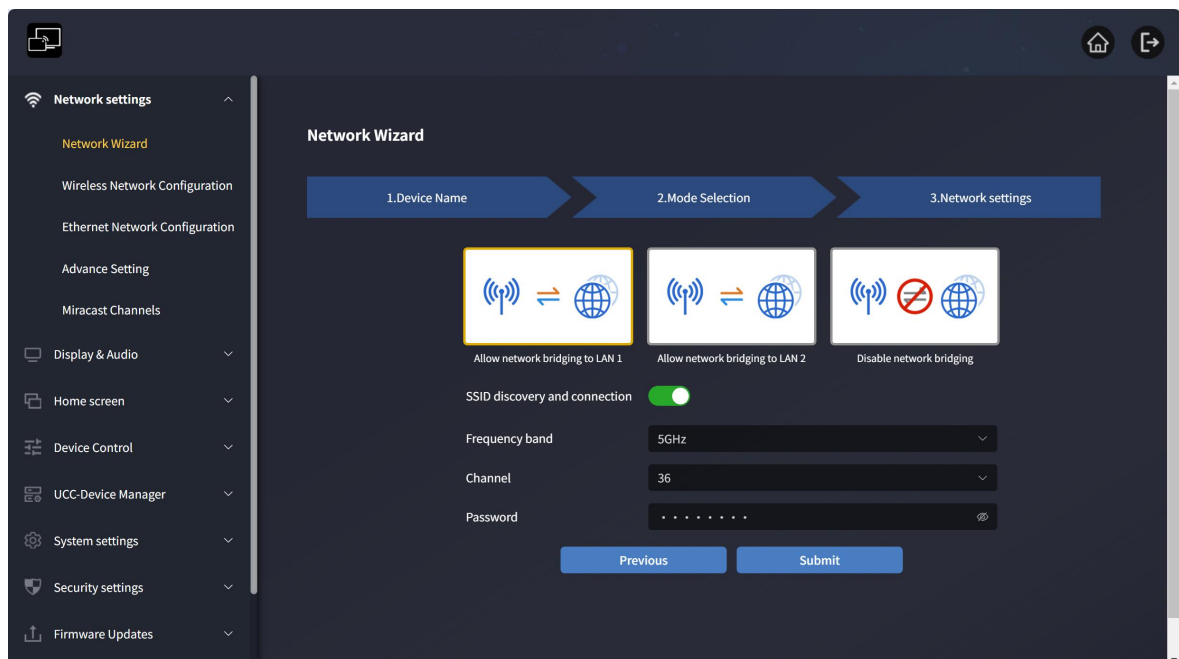 Network settings
Network Wizard
Wireless Network Configuration
Ethernet Network Configuration
Advance Setting
Miracast Channels
Display & Audio
Home screen
Device Control
UCC-Device Manager
System settings
Security settings
Firmware Updates
Network Wizard
1.Device Name
2.Mode Selection
3.Network settings
Allow network bridging to LAN 1
Allow network bridging to LAN 2
Disable network bridging
SSID discovery and connection
Frequency band
5GHz
Channel
36
Password
Previous
Submit